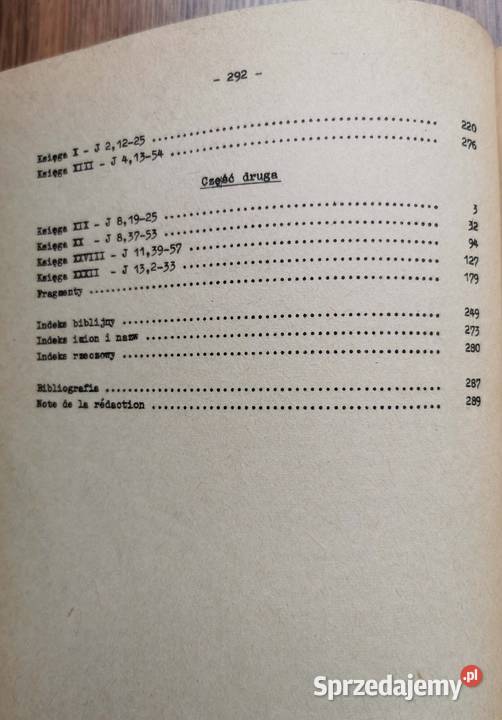 - 292 -
Księga X - J 2,12-25 ........................................ 220
Księga XIII - J 4,13-54 ........................................ 276
Część druga
Księga XIX - J 8,19-25 ........................................ 3
Księga XX - J 8,37-53 ........................................ 32
Księga XXVIII - J 11,39-57 ........................................ 94
Księga XXXII - J 13,2-33 ........................................ 127
Fragmenty ........................................ 179
Indeks biblijny ........................................ 249
Indeks imion i nazw ........................................ 273
Indeks rzeczowy ........................................ 280
Bibliografia ........................................ 287
Note de la rédaction ........................................ 289
Sprzedajemy.pl